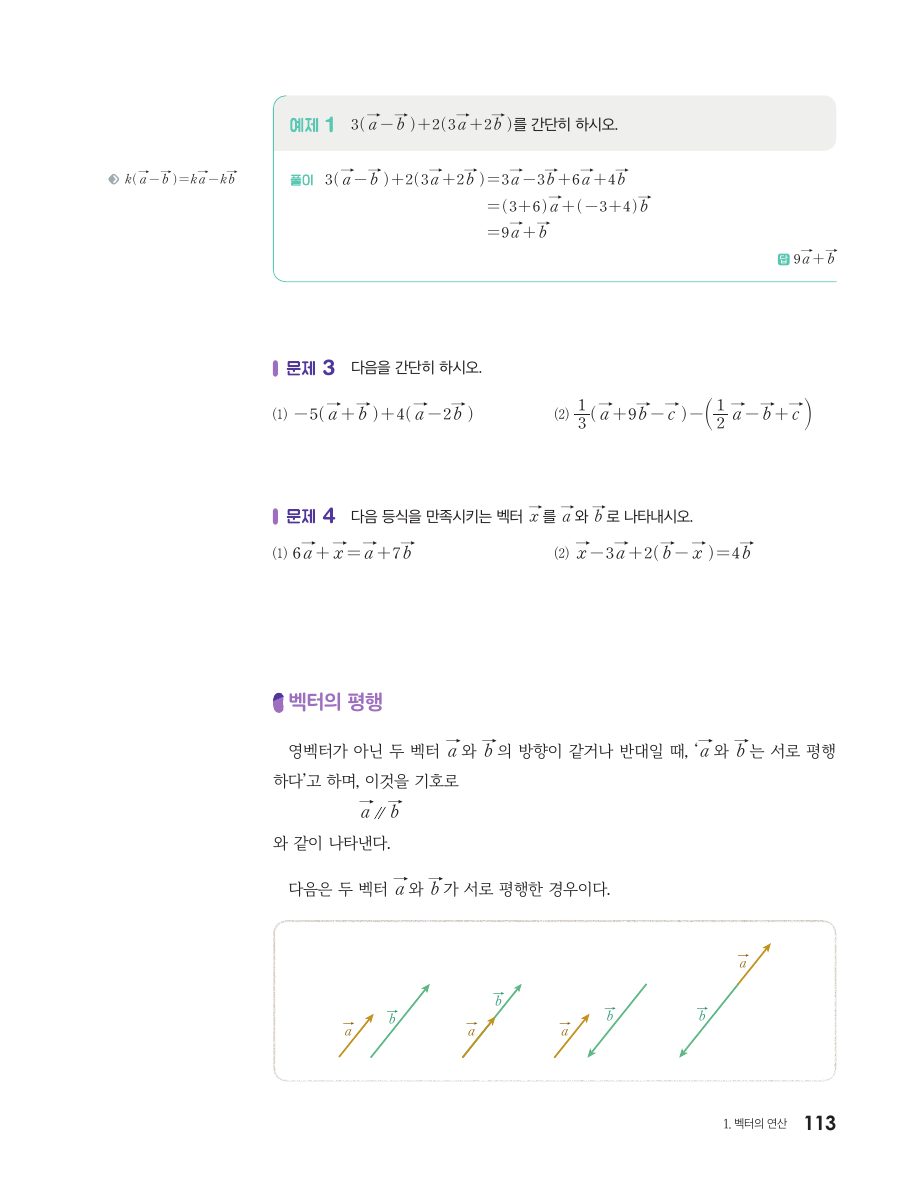 예제 1 3(a⃗-b⃗)+2(3a⃗+2b⃗)를 간단히 하시오.
k(a⃗-b⃗)=ka⃗-kb⃗
풀이 3(a⃗-b⃗)+2(3a⃗+2b⃗)=3a⃗-3b⃗+6a⃗+4b⃗
=(3+6)a⃗+(-3+4)b⃗
=9a⃗+b⃗
답 9a⃗+b⃗
문제 3 다음을 간단히 하시오.
(1) -5(a⃗+b⃗)+4(a⃗-2b⃗) (2) 1/3(a⃗+9b⃗-c⃗)-(1/2 a⃗-b⃗+c⃗)
문제 4 다음 등식을 만족시키는 벡터 x⃗를 a⃗와 b⃗로 나타내시오.
(1) 6a⃗+x⃗=a⃗+7b⃗ (2) x⃗-3a⃗+2(b⃗-x⃗)=4b⃗
벡터의 평행
영벡터가 아닌 두 벡터 a⃗와 b⃗의 방향이 같거나 반대일 때, ‘a⃗와 b⃗는 서로 평행
하다’고 하며, 이것을 기호로
a⃗∥b⃗
와 같이 나타낸다.
다음은 두 벡터 a⃗와 b⃗가 서로 평행한 경우이다.
a⃗ b⃗ a⃗ b⃗ a⃗ b⃗ b⃗ a⃗
1. 벡터의 연산 113